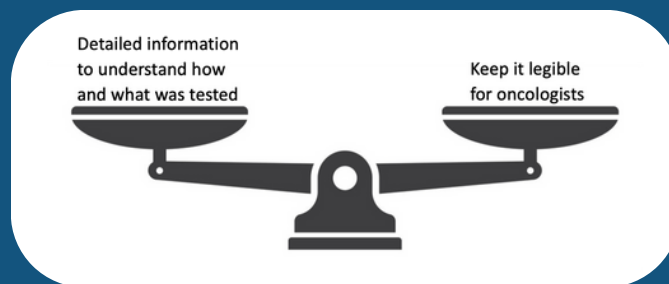 Detailed information
to understand how
and what was tested
Keep it legible
for oncologists